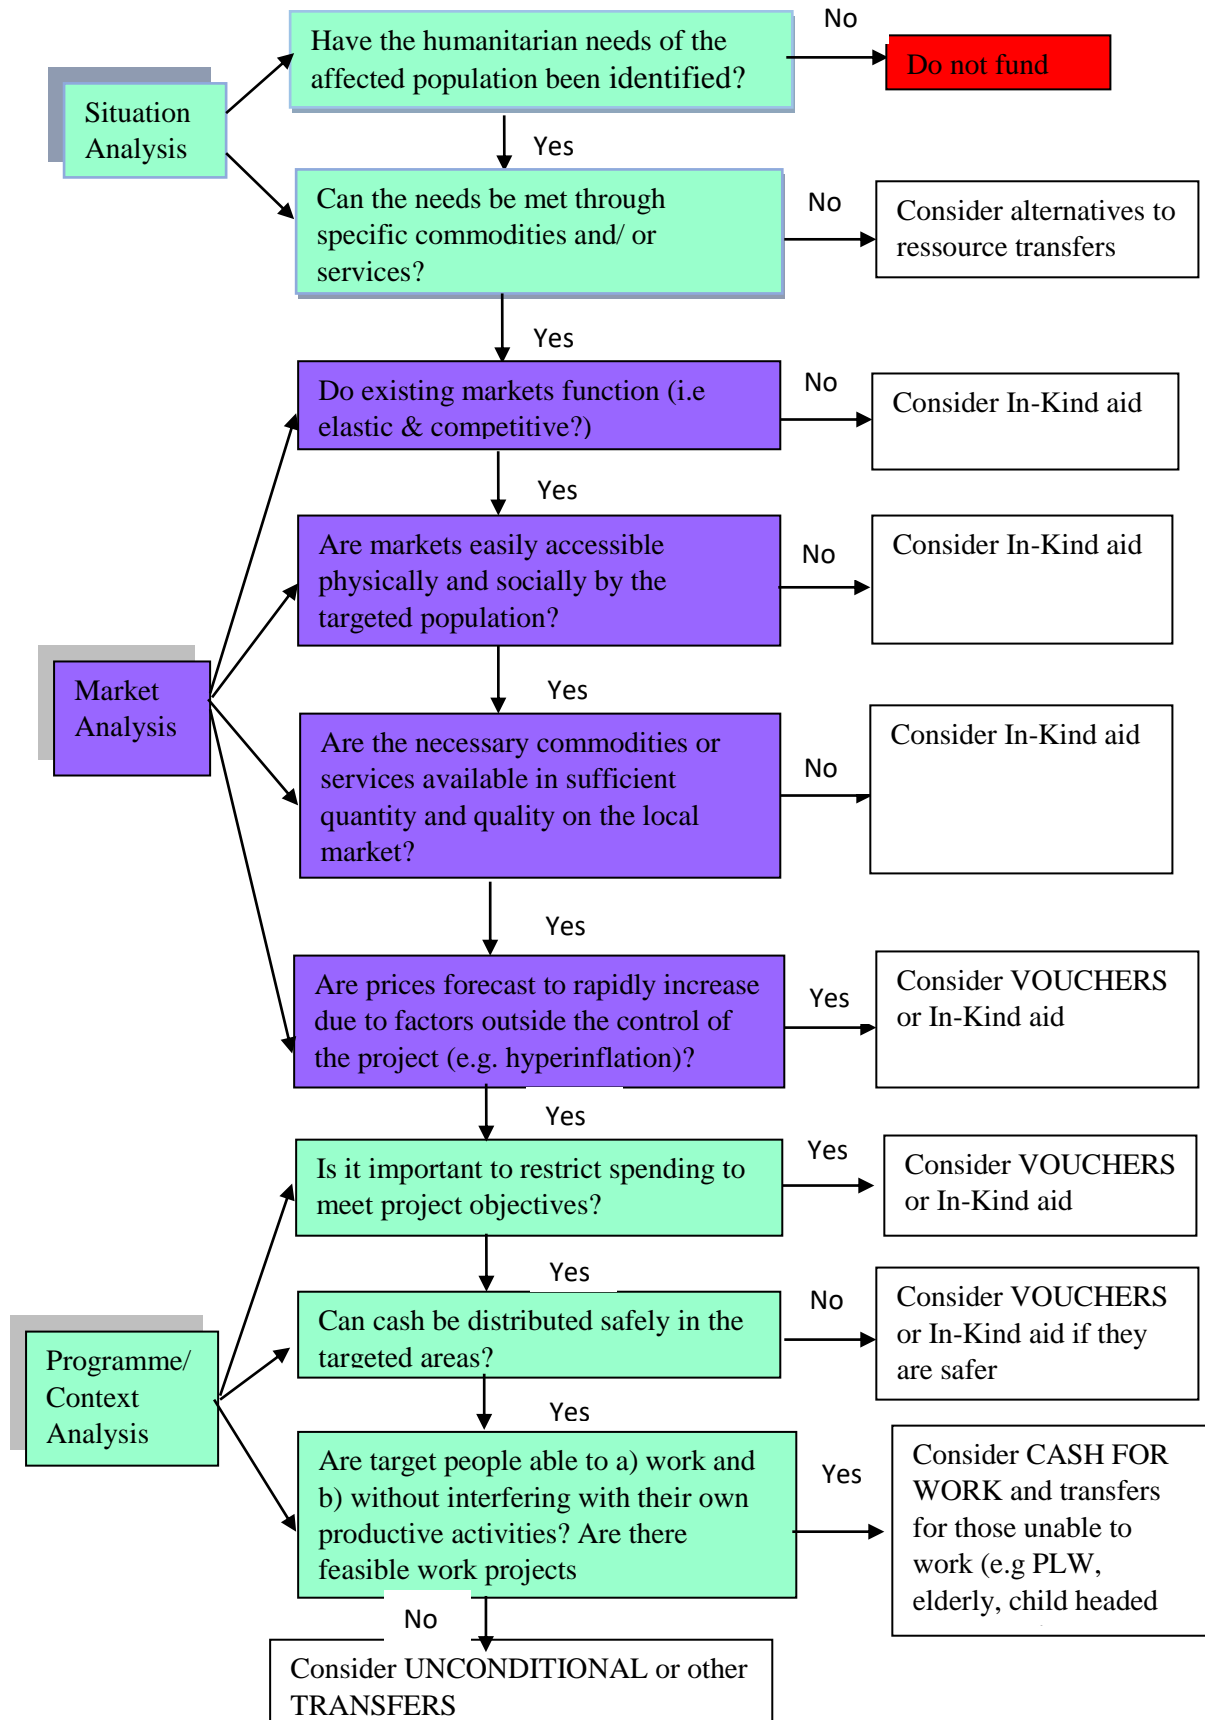 Have the humanitarian needs of the
affected population been identified?
No
Do not fund
Situation
Analysis
Yes
Can the needs be met through
specific commodities and/ or
services?
No
Consider alternatives to
ressource transfers
Yes
Do existing markets function (i.e
elastic & competitive?)
No
Consider In-Kind aid
Yes
Are markets easily accessible
physically and socially by the
targeted population?
No
Consider In-Kind aid
Market
Analysis
Yes
Are the necessary commodities or
services available in sufficient
quantity and quality on the local
market?
No
Consider In-Kind aid
Yes
Are prices forecast to rapidly increase
due to factors outside the control of
the project (e.g. hyperinflation)?
Yes
Consider VOUCHERS
or In-Kind aid
Yes
Is it important to restrict spending to
meet project objectives?
Yes
Consider VOUCHERS
or In-Kind aid
Yes
Can cash be distributed safely in the
targeted areas?
No
Consider VOUCHERS
or In-Kind aid if they
are safer
Programme/
Context
Analysis
Yes
Are target people able to a) work and
b) without interfering with their own
productive activities? Are there
feasible work projects
Yes
Consider CASH FOR
WORK and transfers
for those unable to
work (e.g PLW,
elderly, child headed
No
Consider UNCONDITIONAL or other
TRANSFERS